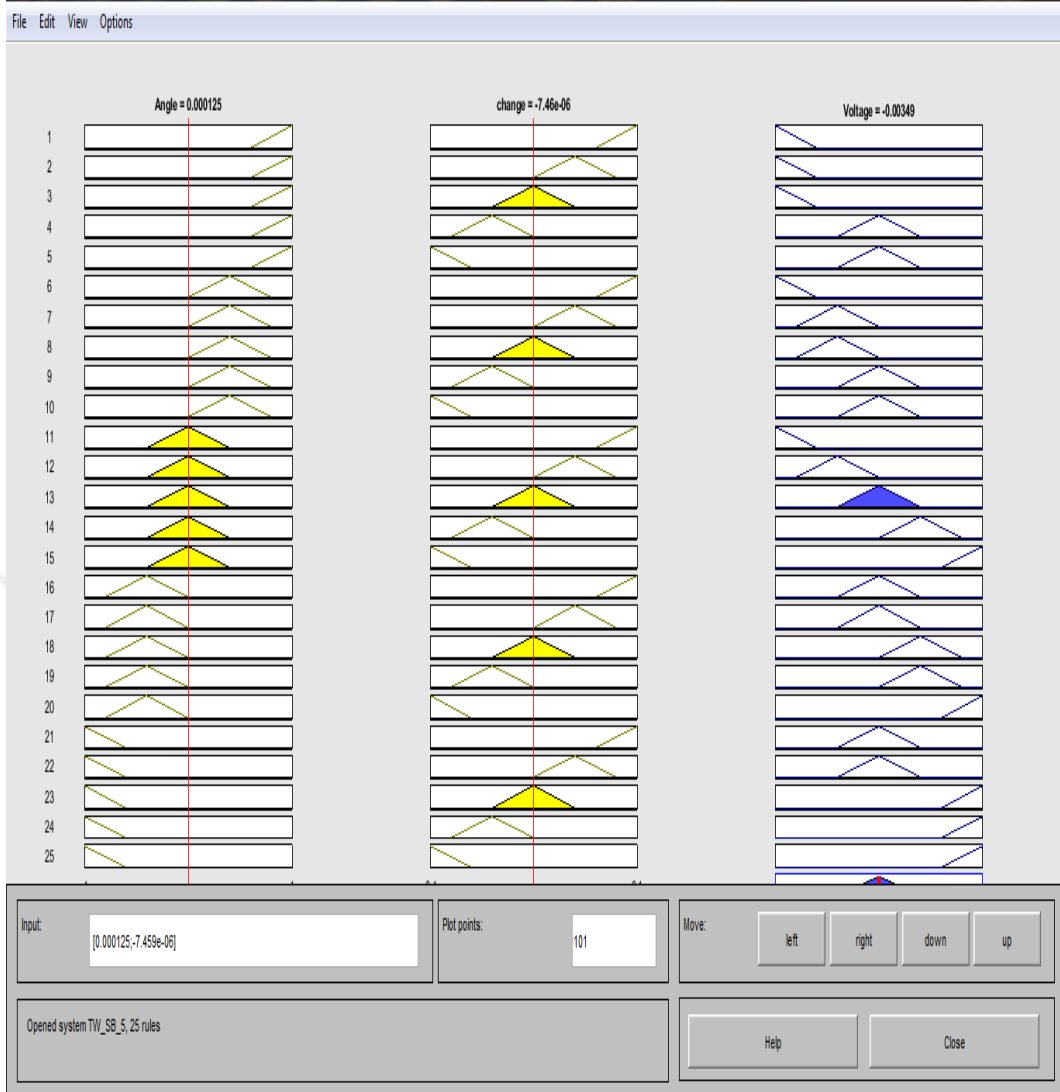 File Edit View Options
Angle = 0.000125
change = -7.46e-06
Voltage = -0.00349
1
2
3
4
5
6
7
8
9
10
11
12
13
14
15
16
17
18
19
20
21
22
23
24
25
Input:
[0.000125;-7.459e-06]
Plot points:
101
Move:
left
right
down
up
Opened system TW_SB_5, 25 rules
Help
Close